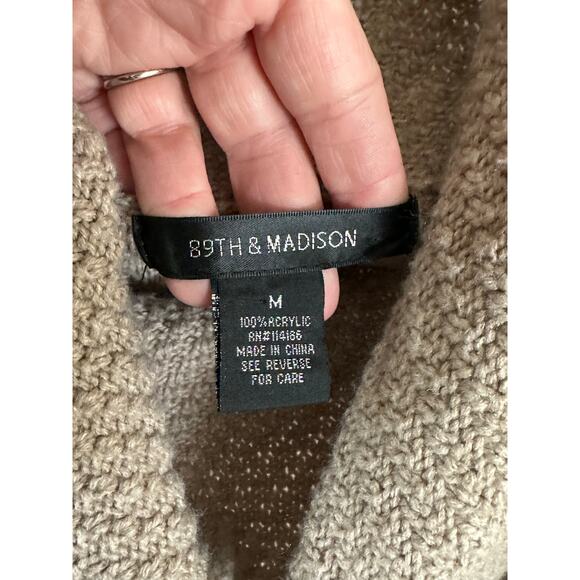 89TH & MADISON
M
100% ACRYLIC
RN#114186
MADE IN CHINA
SEE REVERSE
FOR CARE